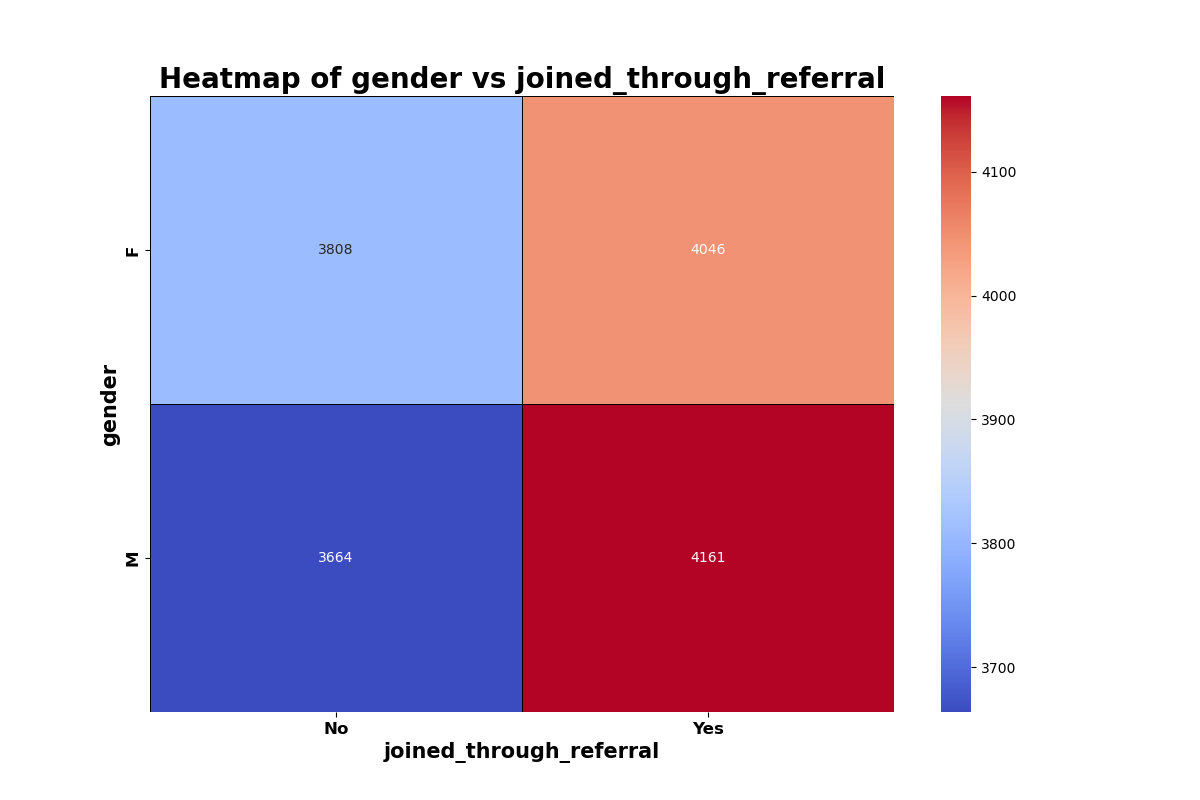 Heatmap of gender vs joined_through_referral
4100
F
3808
4046
4000
3900
gender
3800
M
3664
4161
3700
No
Yes
joined_through_referral